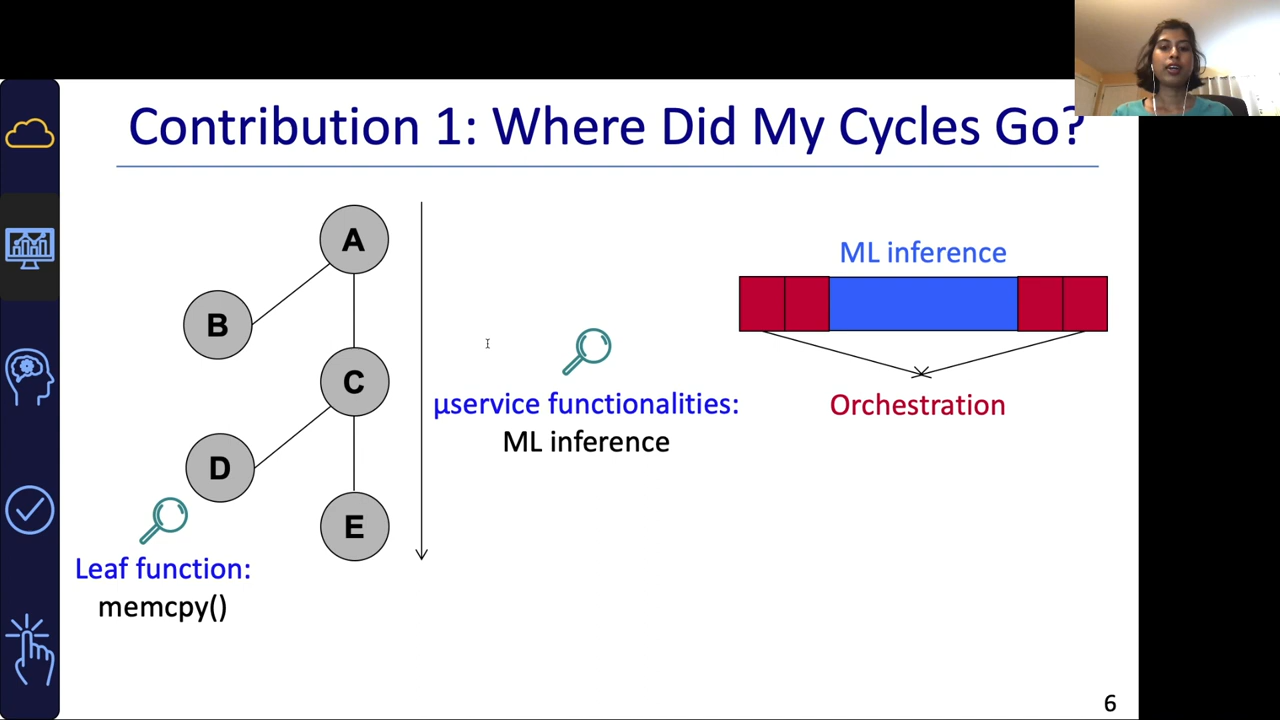 Contribution 1: Where Did My Cycles Go?
A
B
C
D
E
Leaf function:
memcpy()
µservice functionalities:
ML inference
ML inference
Orchestration
6